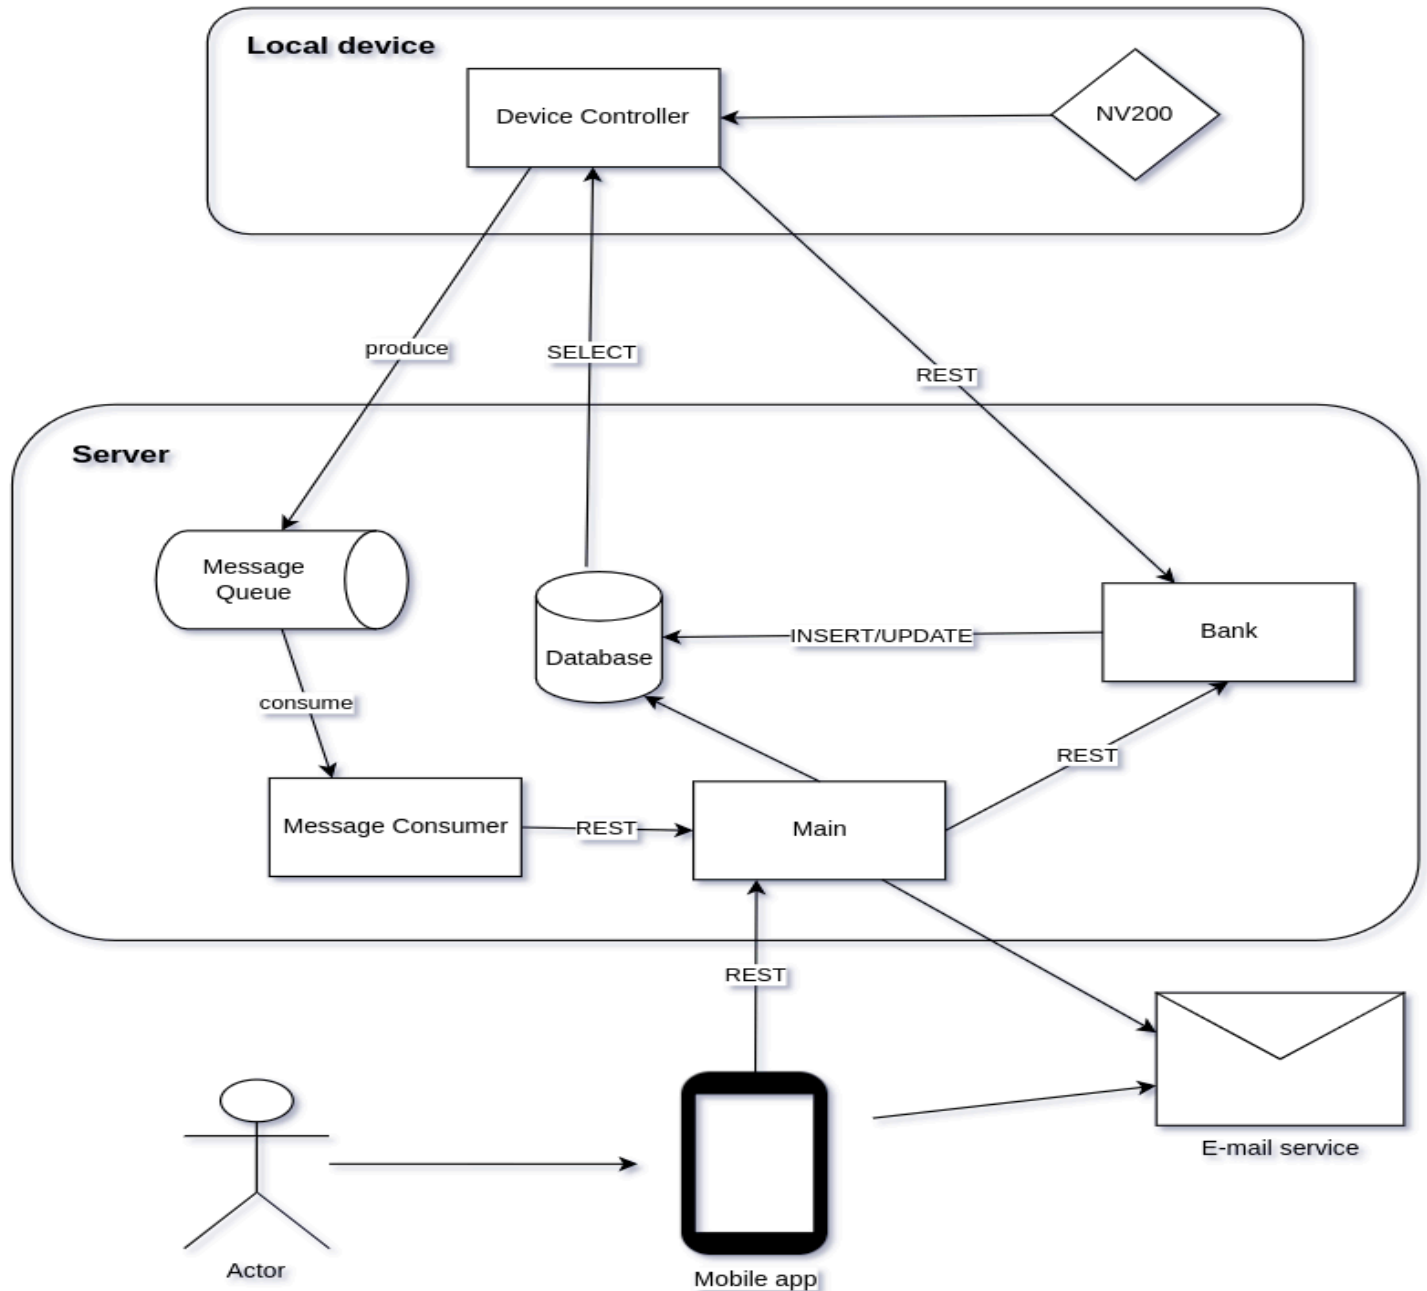 Local device
Device Controller
NV200
produce
SELECT
REST
Server
Message
Queue
INSERT/UPDATE
Bank
Database
consume
REST
Message Consumer
REST
Main
REST
E-mail service
Actor
Mobile app